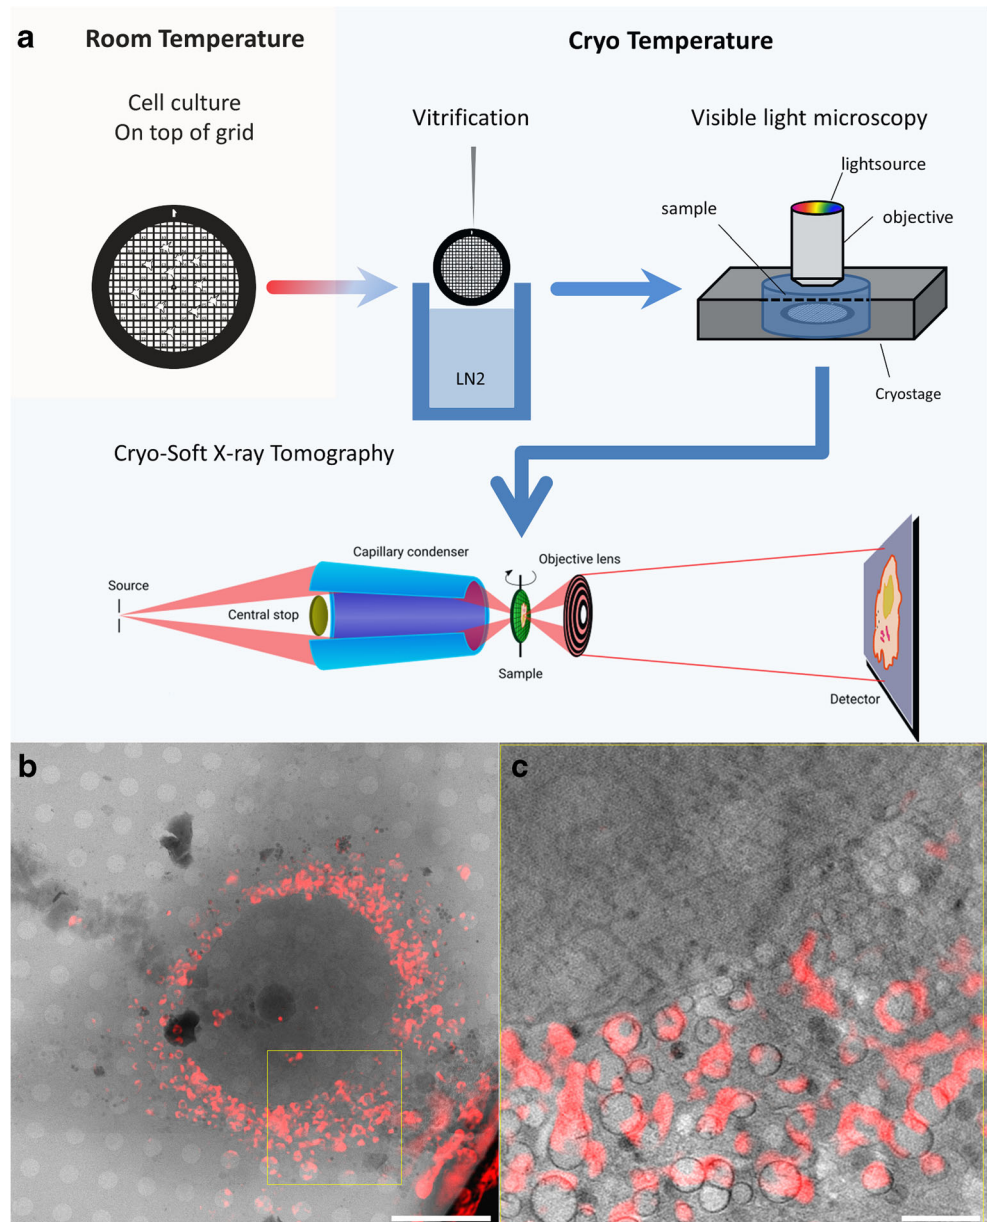 a
Room Temperature
Cryo Temperature
Cell culture
On top of grid
Vitrification
Visible light microscopy
lightsource
sample
objective
LN2
Cryostage
Cryo-Soft X-ray Tomography
Capillary condenser
Objective lens
Source
Central stop
Sample
Detector
b
c